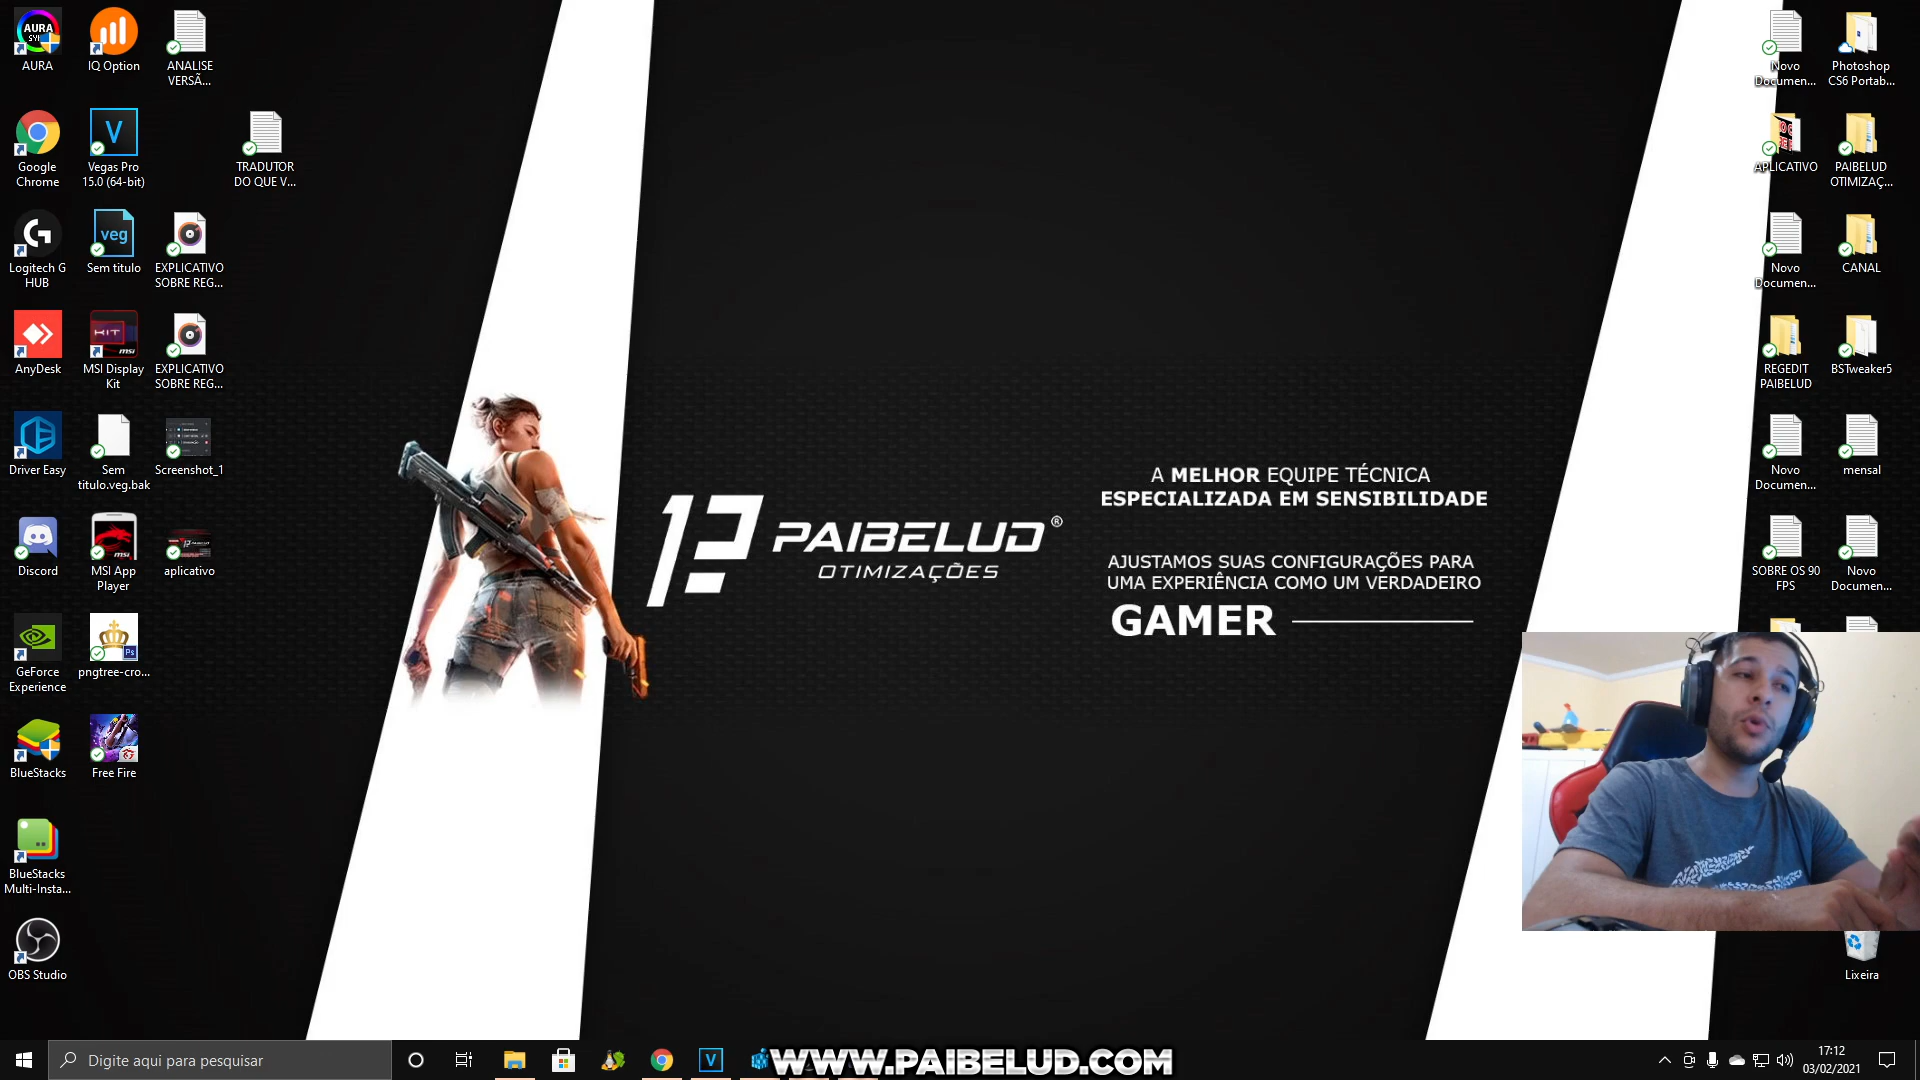 AURA
IQ Option
ANALISE
VERSÃ...
Google
Chrome
Vegas Pro
15.0 (64-bit)
TRADUTOR
DO QUE V...
Logitech G
HUB
veg
Sem titulo
EXPLICATIVO
SOBRE REG...
AnyDesk
KIT
msi
MSI Display
Kit
EXPLICATIVO
SOBRE REG...
Driver Easy
Sem
titulo.veg.bak
Screenshot_1
Discord
msi
MSI App
Player
aplicativo
GeForce
Experience
Ps
pngtree-cro...
BlueStacks
Free Fire
BlueStacks
Multi-Insta...
OBS Studio
PAIBELUD®
OTIMIZAÇÕES
A MELHOR EQUIPE TÉCNICA
ESPECIALIZADA EM SENSIBILIDADE
AJUSTAMOS SUAS CONFIGURAÇÕES PARA
UMA EXPERIÊNCIA COMO UM VERDADEIRO
GAMER
Novo
Documen...
Photoshop
CS6 Portab...
APLICATIVO
PAIBELUD
OTIMIZAÇ...
Novo
Documen...
CANAL
REGEDIT
PAIBELUD
BSTweaker5
Novo
Documen...
mensal
SOBRE OS 90
FPS
Novo
Documen...
Lixeira
Digite aqui para pesquisar
WWW.PAIBELUD.COM
17:12
03/02/2021